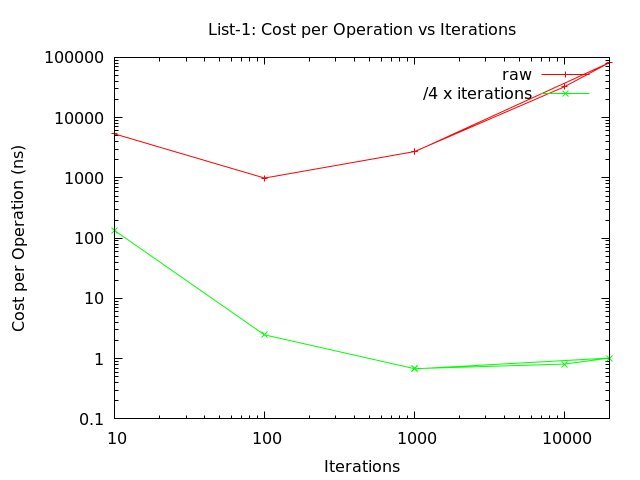 List-1: Cost per Operation vs Iterations
100000
10000
1000
100
10
1
0.1
Cost per Operation (ns)
raw
/4 x iterations
10 100 1000 10000
Iterations